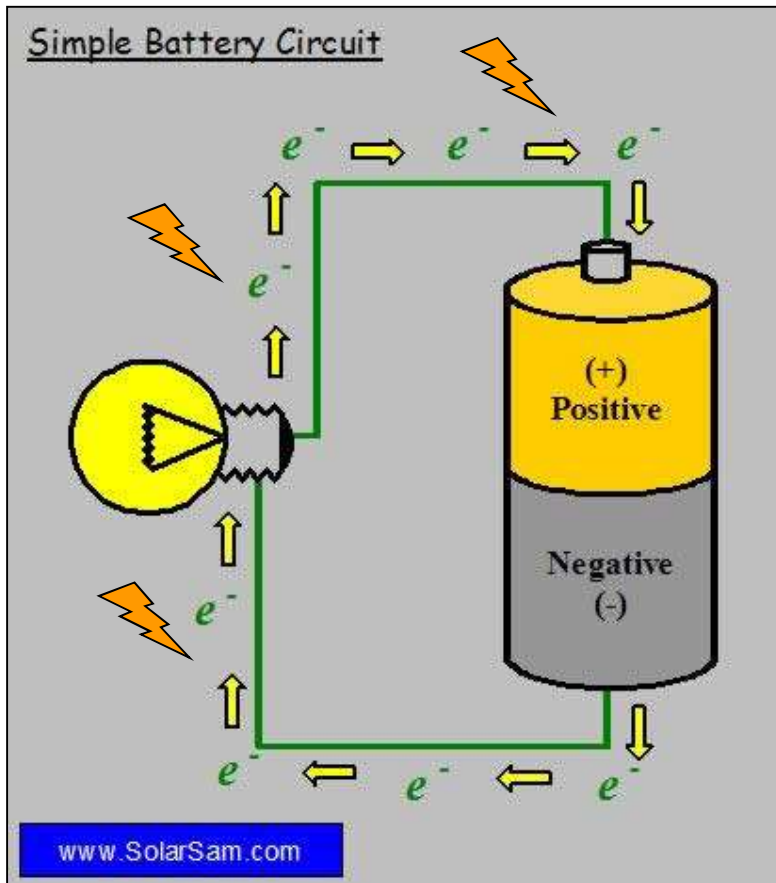 Simple Battery Circuit
e - e - e -
e -
(+)
Positive
Negative
(-)
e -
e - e - e -
www.SolarSam.com